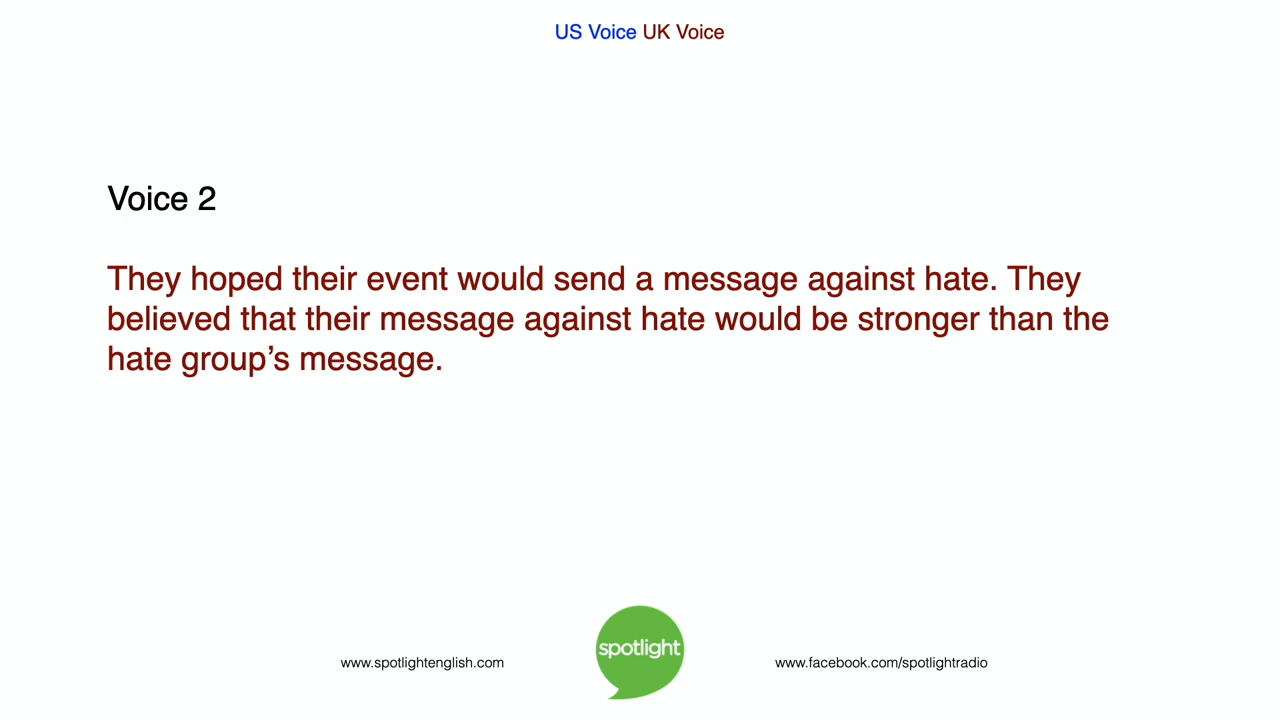 US Voice UK Voice
Voice 2
They hoped their event would send a message against hate. They
believed that their message against hate would be stronger than the
hate group’s message.
spotlight
www.spotlightenglish.com
www.facebook.com/spotlightradio